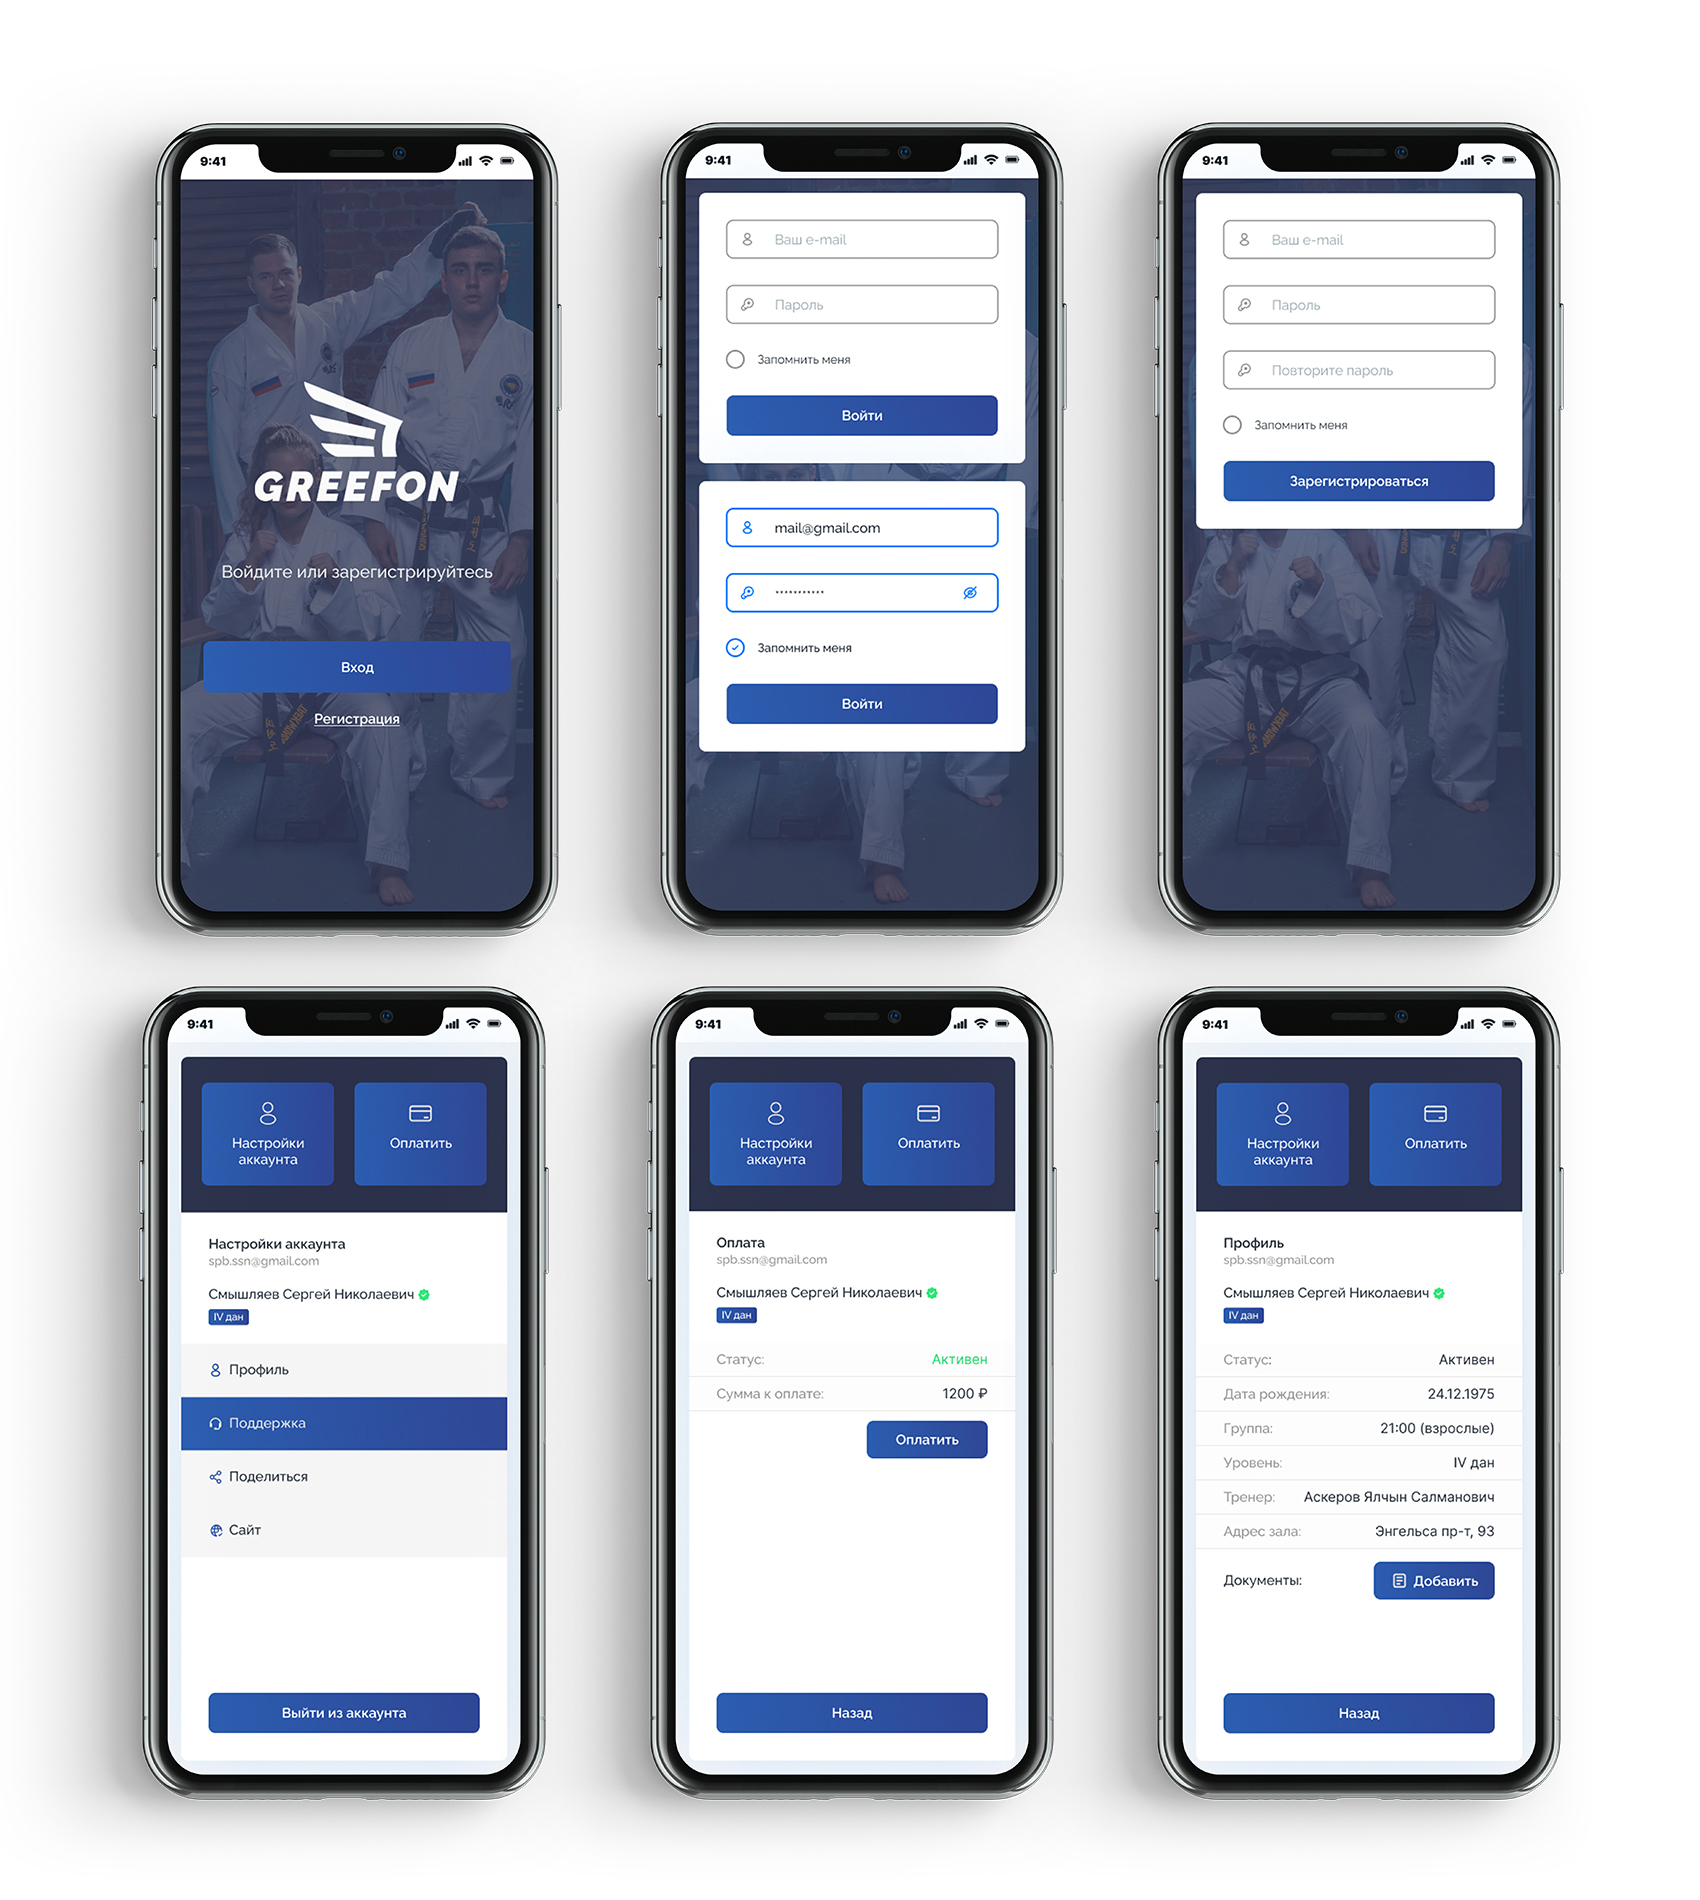 9:41
GREEFON
Войдите или зарегистрируйтесь
Вход
Регистрация
9:41
Ваш e-mail
Пароль
Запомнить меня
Войти
mail@gmail.com
***********
Запомнить меня
Войти
9:41
Ваш e-mail
Пароль
Повторите пароль
Запомнить меня
Зарегистрироваться
9:41
Настройки
аккаунта
Оплатить
Настройки аккаунта
spb.ssn@gmail.com
Смышляев Сергей Николаевич
IV дан
Профиль
Поддержка
Поделиться
Сайт
Выйти из аккаунта
9:41
Настройки
аккаунта
Оплатить
Оплата
spb.ssn@gmail.com
Смышляев Сергей Николаевич
IV дан
Статус: Активен
Сумма к оплате: 1200 ₽
Оплатить
Назад
9:41
Настройки
аккаунта
Оплатить
Профиль
spb.ssn@gmail.com
Смышляев Сергей Николаевич
IV дан
Статус: Активен
Дата рождения: 24.12.1975
Группа: 21:00 (взрослые)
Уровень: IV дан
Тренер: Аскеров Ялчын Салманович
Адрес зала: Энгельса пр-т, 93
Документы: Добавить
Назад